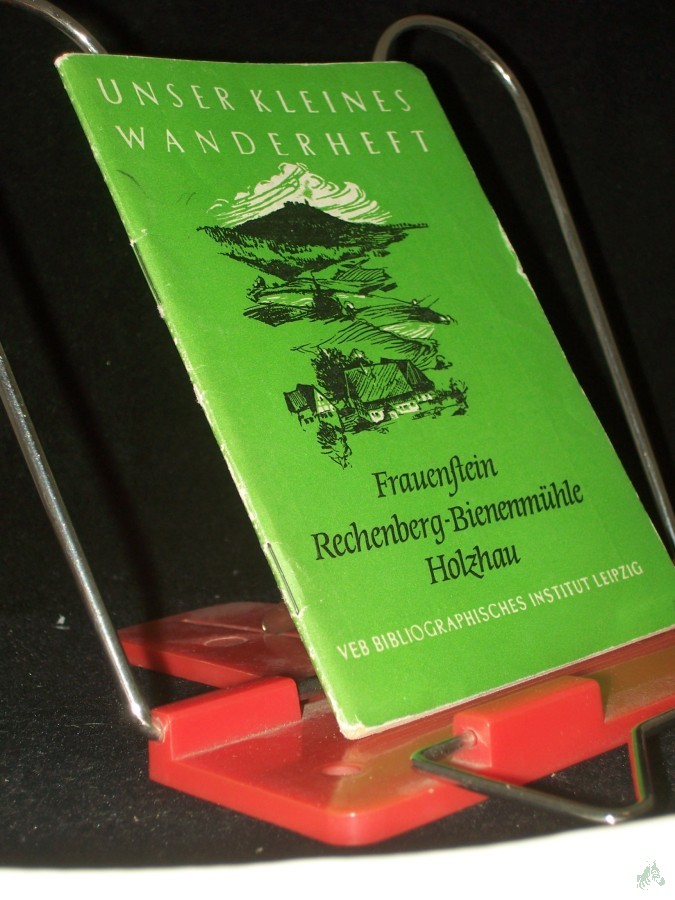 UNSER KLEINES
WANDERHEFT
Frauenstein
Rechenberg-Bienenmühle
Holzhau
VEB BIBLIOGRAPHISCHES INSTITUT LEIPZIG